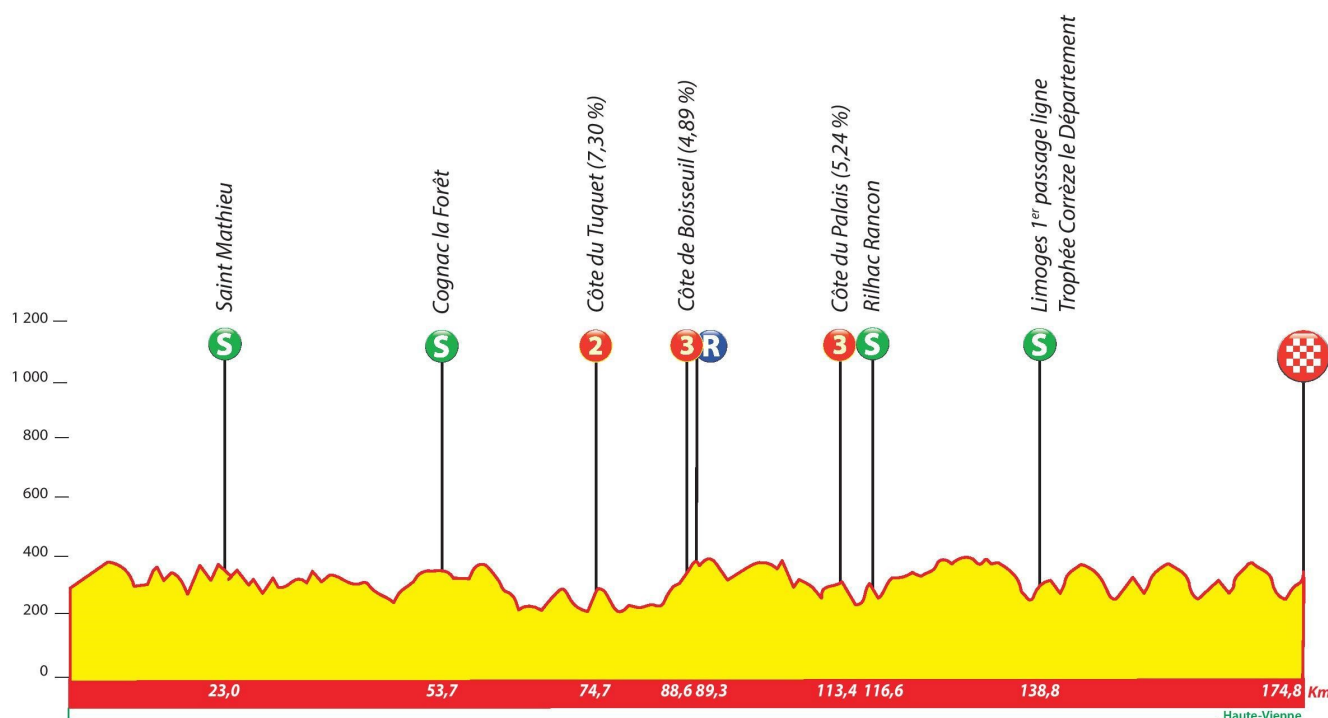 Saint Mathieu
Cognac la Forêt
Côte du Tuquet (7,30 %)
Côte de Boisseuil (4,89 %)
Côte du Palais (5,24 %)
Rilhac Rancon
Limoges 1er passage ligne
Trophée Corrèze le Département
1 200
1 000
800
600
400
200
0
S
S
2
3
R
3
S
S
23,0
53,7
74,7
88,6
89,3
113,4
116,6
138,8
174,8
Km
Haute-Vienne